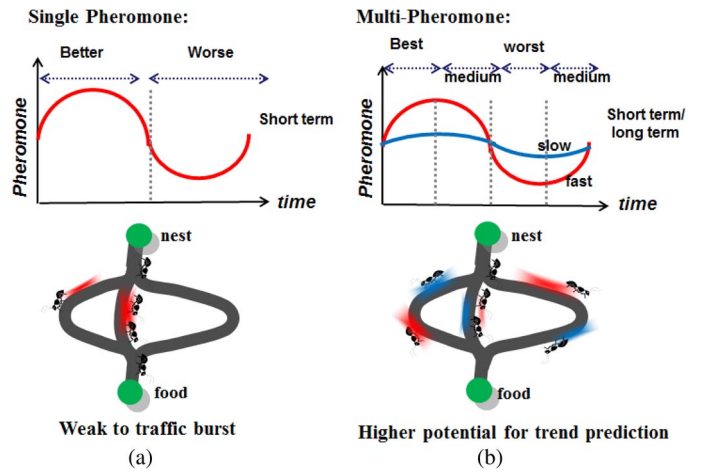 Single Pheromone:
Better
Worse
Pheromone
Short term
time
nest
food
Weak to traffic burst
(a)
Multi-Pheromone:
Best
worst
medium
medium
Pheromone
Short term/
long term
slow
fast
time
nest
food
Higher potential for trend prediction
(b)